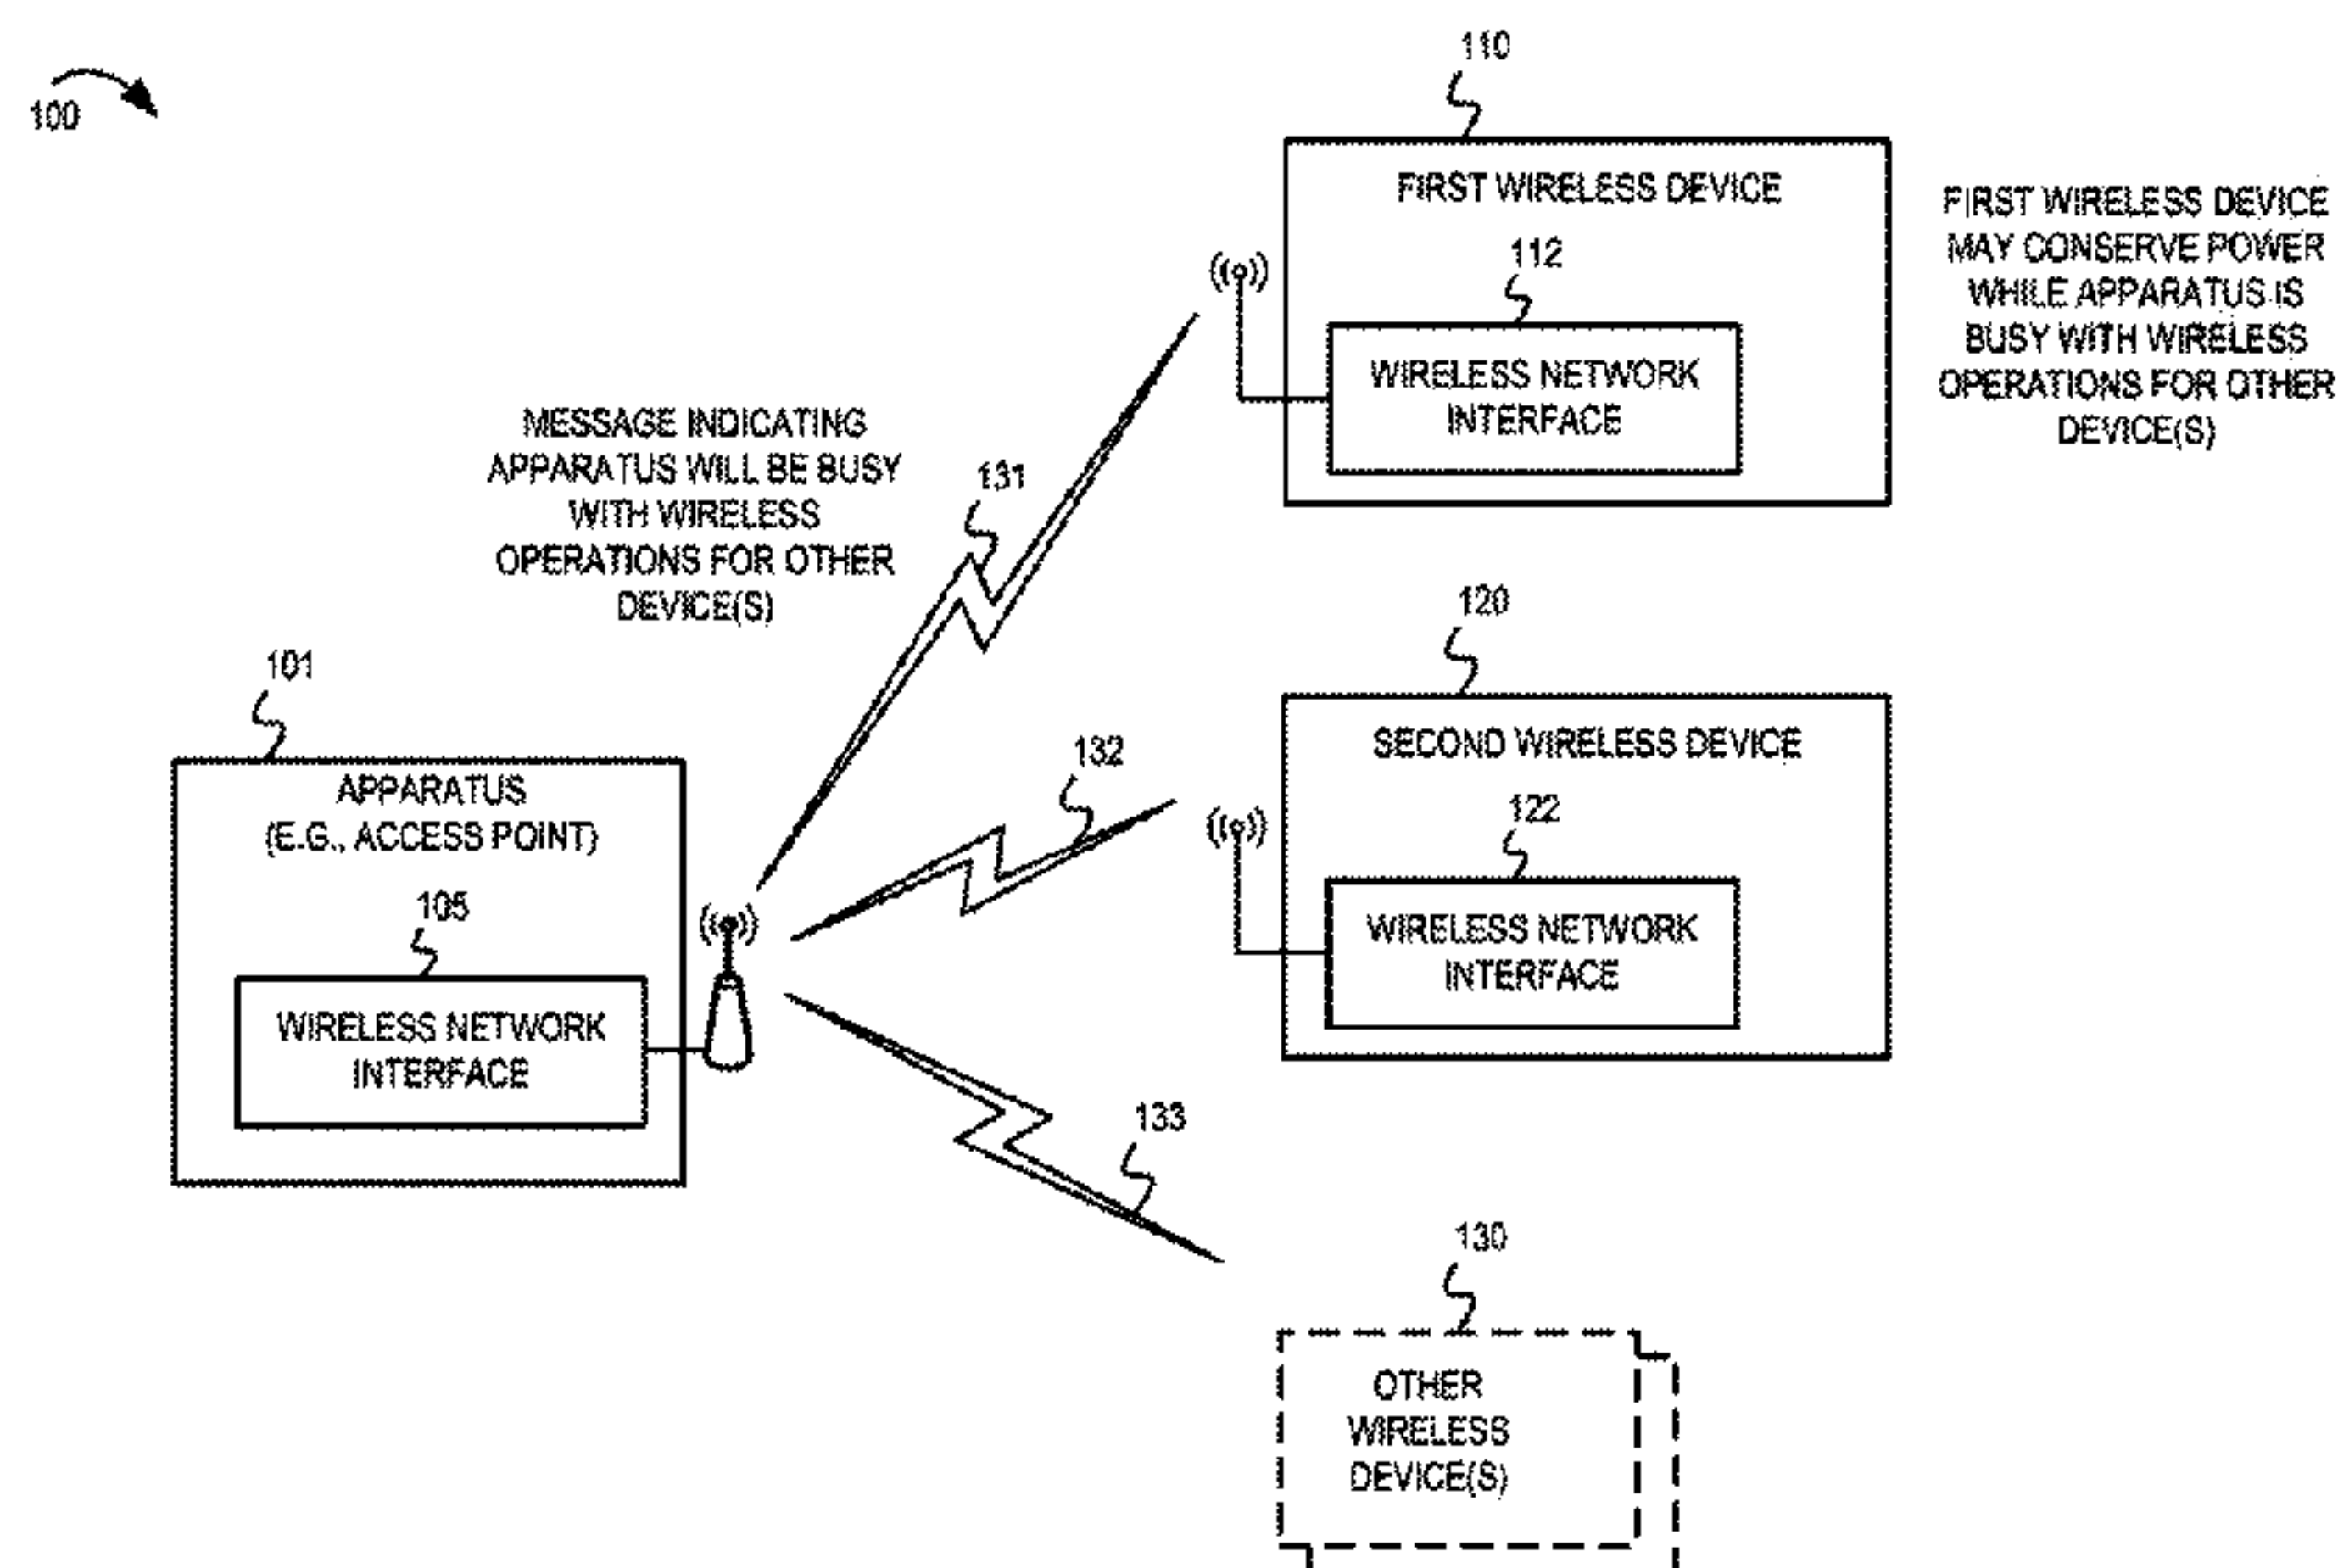 100
110
FIRST WIRELESS DEVICE
112
WIRELESS NETWORK
INTERFACE
FIRST WIRELESS DEVICE
MAY CONSERVE POWER
WHILE APPARATUS IS
BUSY WITH WIRELESS
OPERATIONS FOR OTHER
DEVICE(S)
MESSAGE INDICATING
APPARATUS WILL BE BUSY
WITH WIRELESS
OPERATIONS FOR OTHER
DEVICE(S)
131
120
SECOND WIRELESS DEVICE
122
WIRELESS NETWORK
INTERFACE
132
101
APPARATUS
(E.G., ACCESS POINT)
105
WIRELESS NETWORK
INTERFACE
133
130
OTHER
WIRELESS
DEVICE(S)